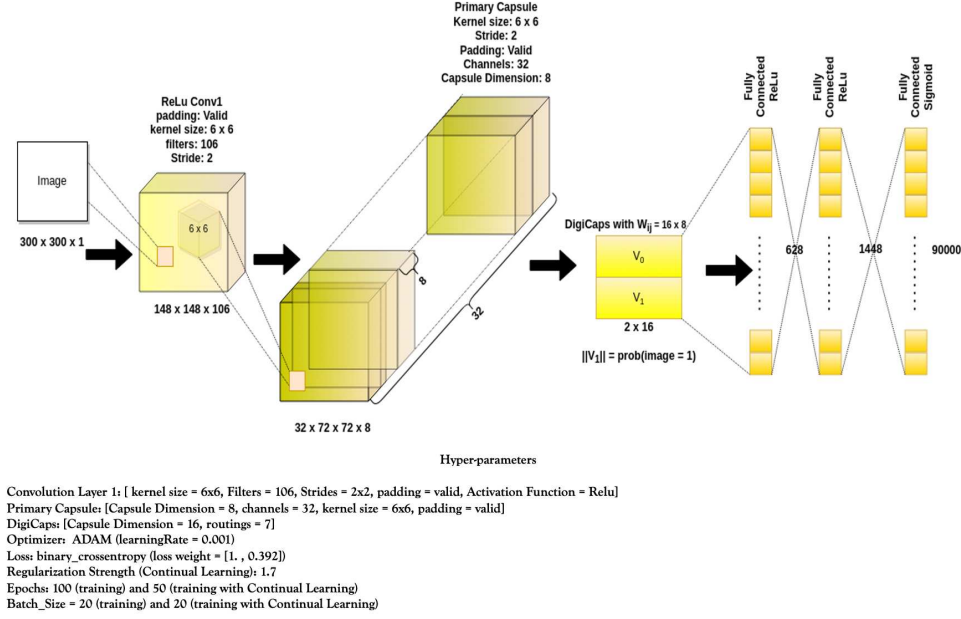 Primary Capsule
Kernel size: 6 x 6
Stride: 2
Padding: Valid
Channels: 32
Capsule Dimension: 8
ReLu Conv1
padding: Valid
kernel size: 6 x 6
filters: 106
Stride: 2
Fully
Connected
ReLu
Fully
Connected
ReLu
Fully
Connected
Sigmoid
Image
300 x 300 x 1
6 x 6
148 x 148 x 106
8
32
32 x 72 x 72 x 8
DigiCaps with Wij = 16 x 8
V0
V1
2 x 16
||V1|| = prob(image = 1)
628
1448
90000
Hyper-parameters
Convolution Layer 1: [ kernel size = 6x6, Filters = 106, Strides = 2x2, padding = valid, Activation Function = Relu]
Primary Capsule: [Capsule Dimension = 8, channels = 32, kernel size = 6x6, padding = valid]
DigiCaps: [Capsule Dimension = 16, routings = 7]
Optimizer: ADAM (learningRate = 0.001)
Loss: binary_crossentropy (loss weight = [1. , 0.392])
Regularization Strength (Continual Learning): 1.7
Epochs: 100 (training) and 50 (training with Continual Learning)
Batch_Size = 20 (training) and 20 (training with Continual Learning)